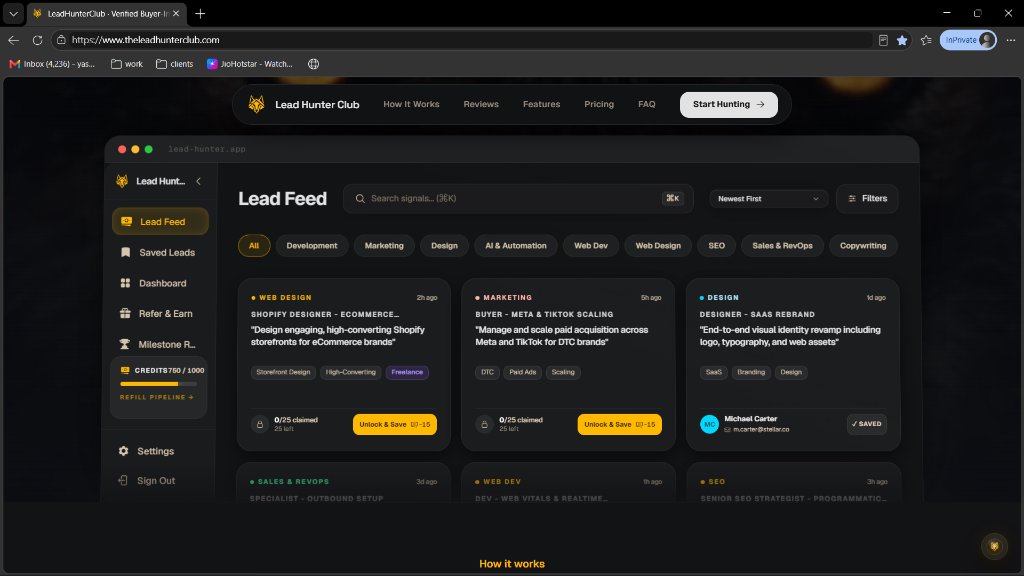 LeadHunterClub - Verified Buyer-In
https://www.theleadhunterclub.com
InPrivate
Inbox (4,236) - yas...
work
clients
JioHotstar - Watch...
Lead Hunter Club
How It Works
Reviews
Features
Pricing
FAQ
Start Hunting →
lead-hunter.app
Lead Hunt...
Lead Feed
Saved Leads
Dashboard
Refer & Earn
Milestone R...
CREDITS 750 / 1000
REFILL PIPELINE →
Settings
Sign Out
Lead Feed
Search signals... (⌘K)
⌘K
Newest First
Filters
All
Development
Marketing
Design
AI & Automation
Web Dev
Web Design
SEO
Sales & RevOps
Copywriting
WEB DESIGN
2h ago
SHOPIFY DESIGNER - ECOMMERCE...
"Design engaging, high-converting Shopify
storefronts for eCommerce brands"
Storefront Design
High-Converting
Freelance
0/25 claimed
25 left
Unlock & Save -15
MARKETING
5h ago
BUYER - META & TIKTOK SCALING
"Manage and scale paid acquisition across
Meta and TikTok for DTC brands"
DTC
Paid Ads
Scaling
0/25 claimed
25 left
Unlock & Save -15
DESIGN
1d ago
DESIGNER - SAAS REBRAND
"End-to-end visual identity revamp including
logo, typography, and web assets"
SaaS
Branding
Design
MC
Michael Carter
m.carter@stellar.co
✓ SAVED
SALES & REVOPS
3d ago
SPECIALIST - OUTBOUND SETUP
WEB DEV
1h ago
DEV - WEB VITALS & REALTIME...
SEO
3h ago
SENIOR SEO STRATEGIST - PROGRAMMATIC...
How it works